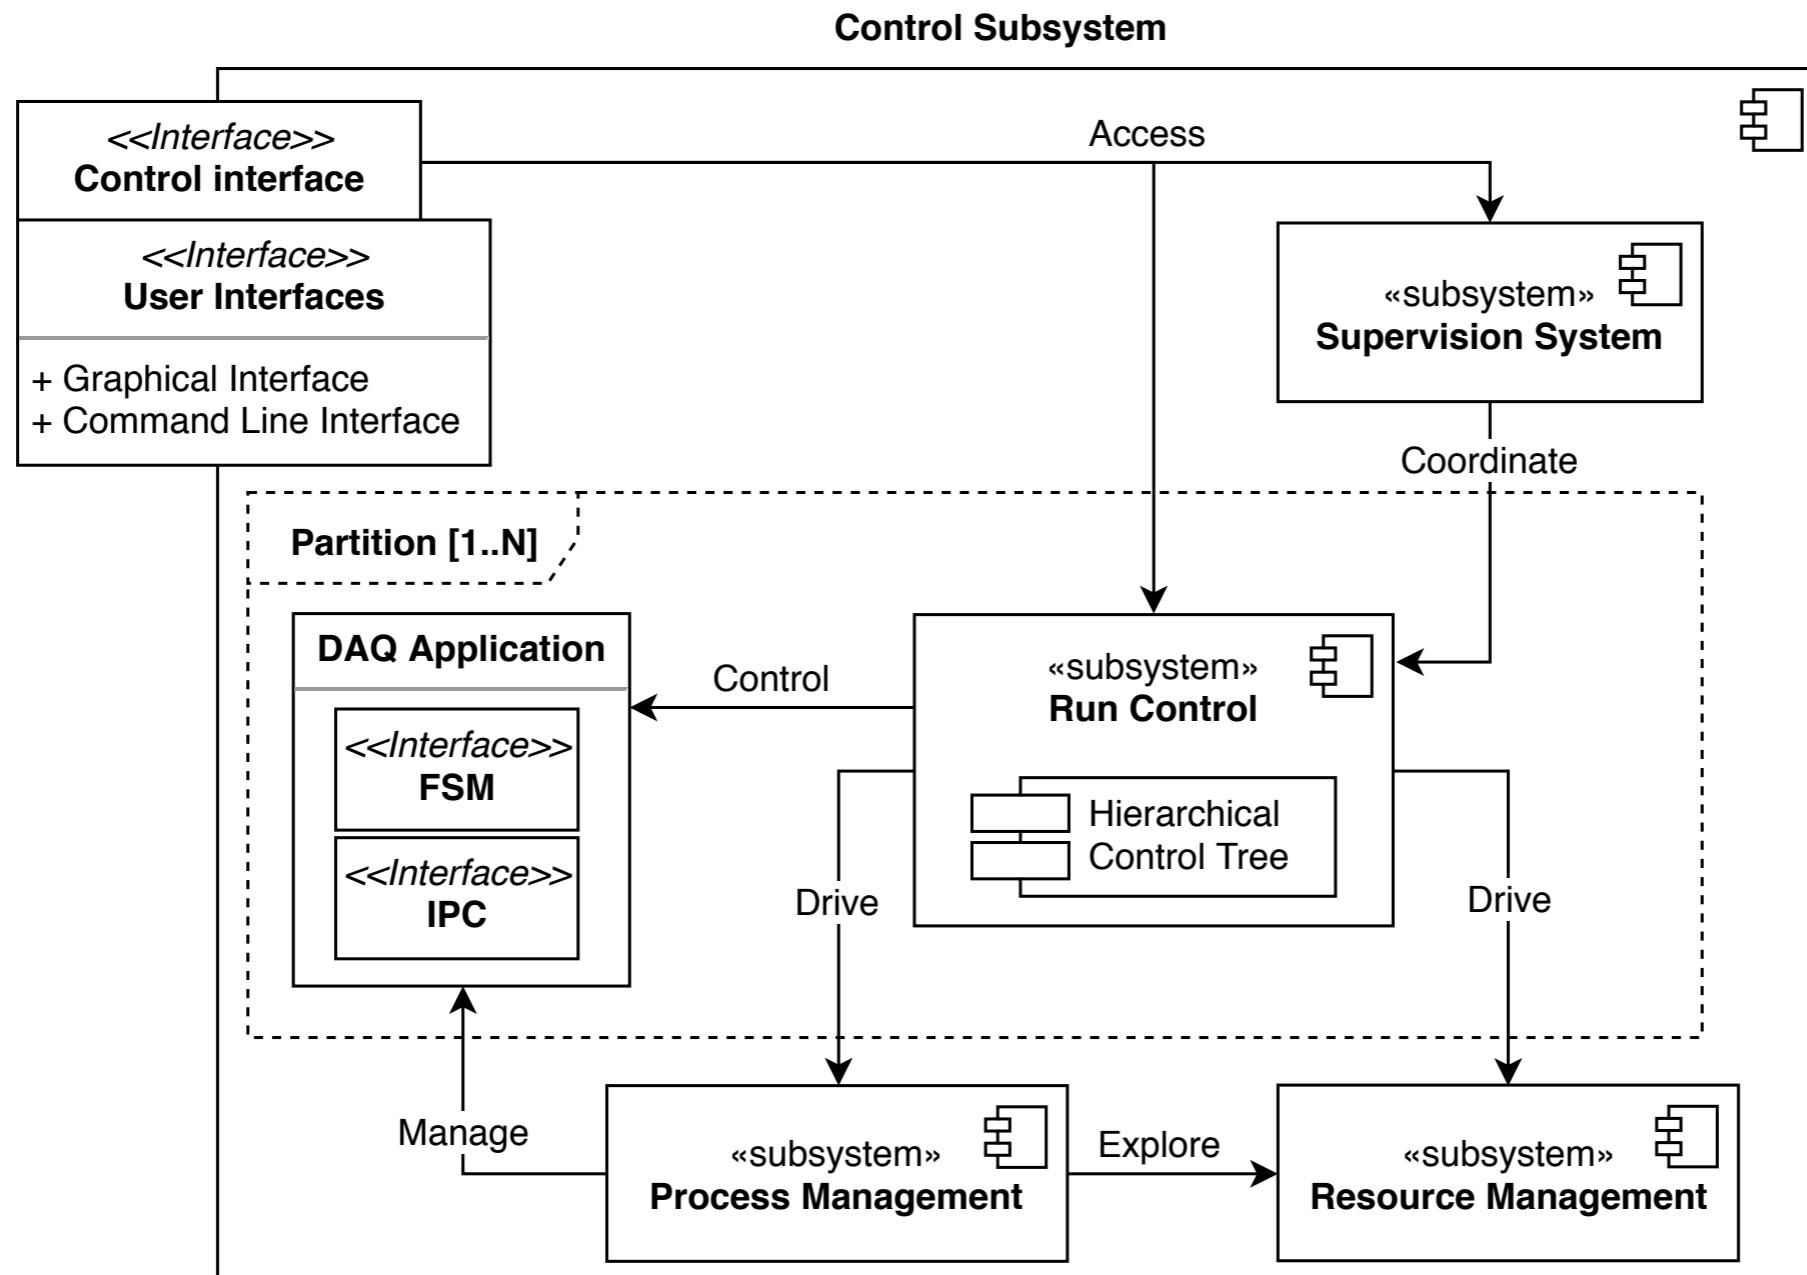 Control Subsystem
<<Interface>>
Control interface
Access
<<Interface>>
User Interfaces
+ Graphical Interface
+ Command Line Interface
«subsystem»
Supervision System
Coordinate
Partition [1..N]
DAQ Application
<<Interface>>
FSM
<<Interface>>
IPC
Control
«subsystem»
Run Control
Hierarchical
Control Tree
Drive
Drive
Manage
«subsystem»
Process Management
Explore
«subsystem»
Resource Management